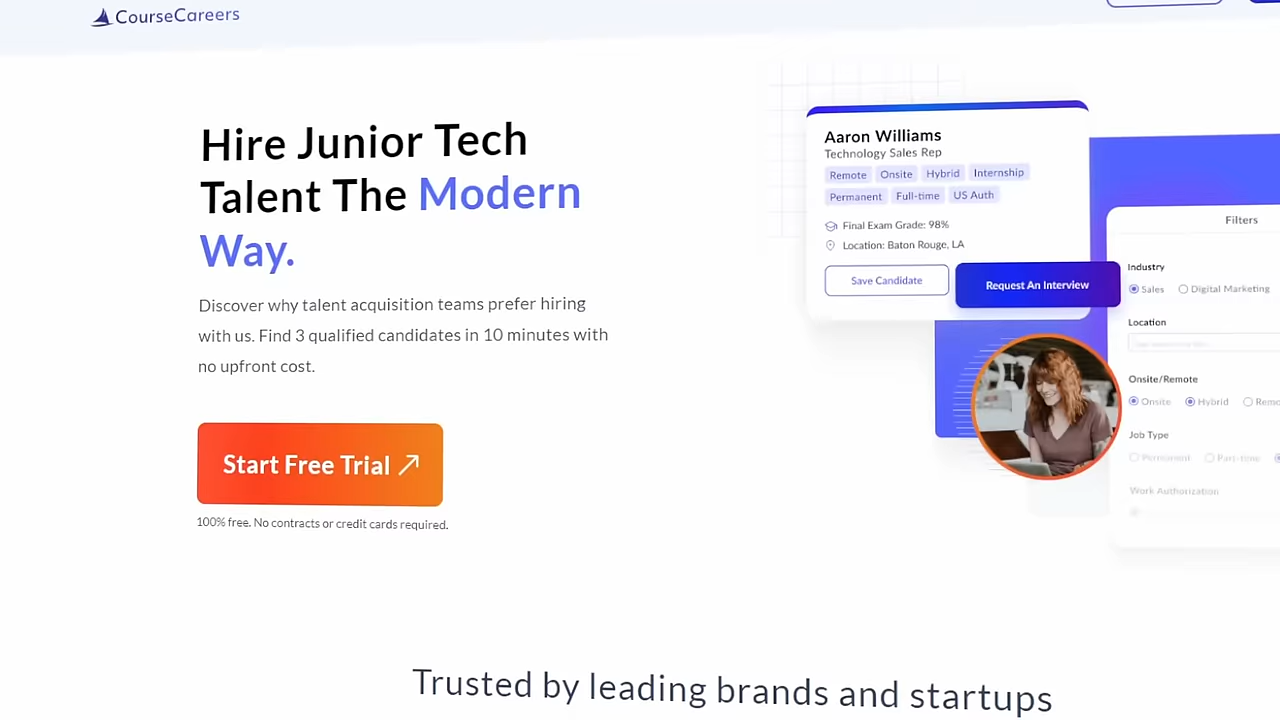 CourseCareers
Hire Junior Tech
Talent The Modern
Way.
Discover why talent acquisition teams prefer hiring
with us. Find 3 qualified candidates in 10 minutes with
no upfront cost.
Start Free Trial
100% free. No contracts or credit cards required.
Aaron Williams
Technology Sales Rep
Remote Onsite Hybrid Internship
Permanent Full-time US Auth
Final Exam Grade: 98%
Location: Baton Rouge, LA
Save Candidate Request An Interview
Filters
Industry
Sales Digital Marketing
Location
Onsite/Remote
Onsite Hybrid Remo
Job Type
Permanent Part-time
Work Authorization
Trusted by leading brands and startups